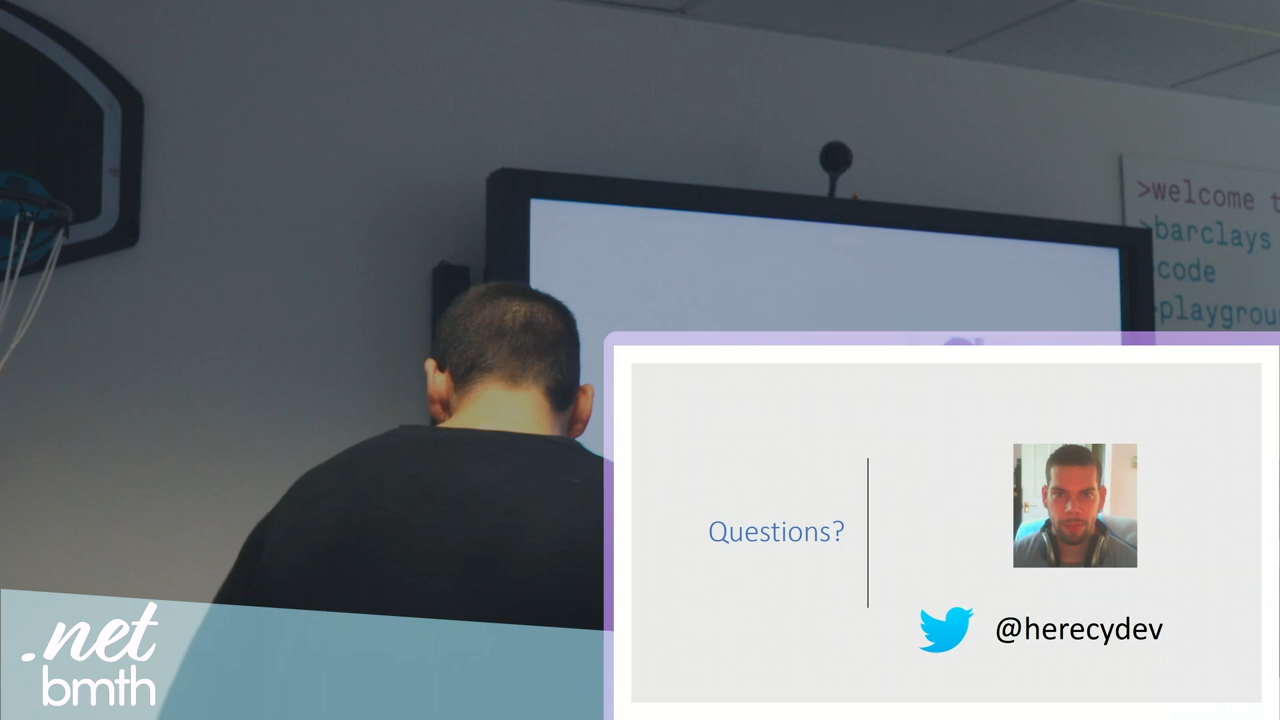 >welcome t
>barclays
>code
>playgrou
Questions?
@herecydev
.net
bmth